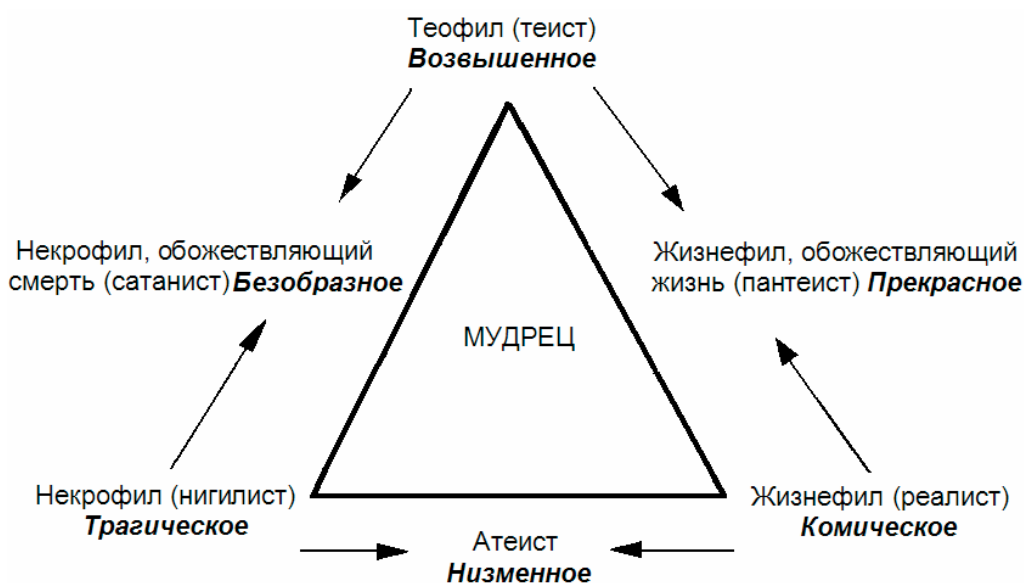 Теофил (теист)
Возвышенное
Некрофил, обожествляющий
смерть (сатанист) Безобразное
Жизнефил, обожествляющий
жизнь (пантеист) Прекрасное
МУДРЕЦ
Некрофил (нигилист)
Трагическое
Жизнефил (реалист)
Комическое
Атеист
Низменное